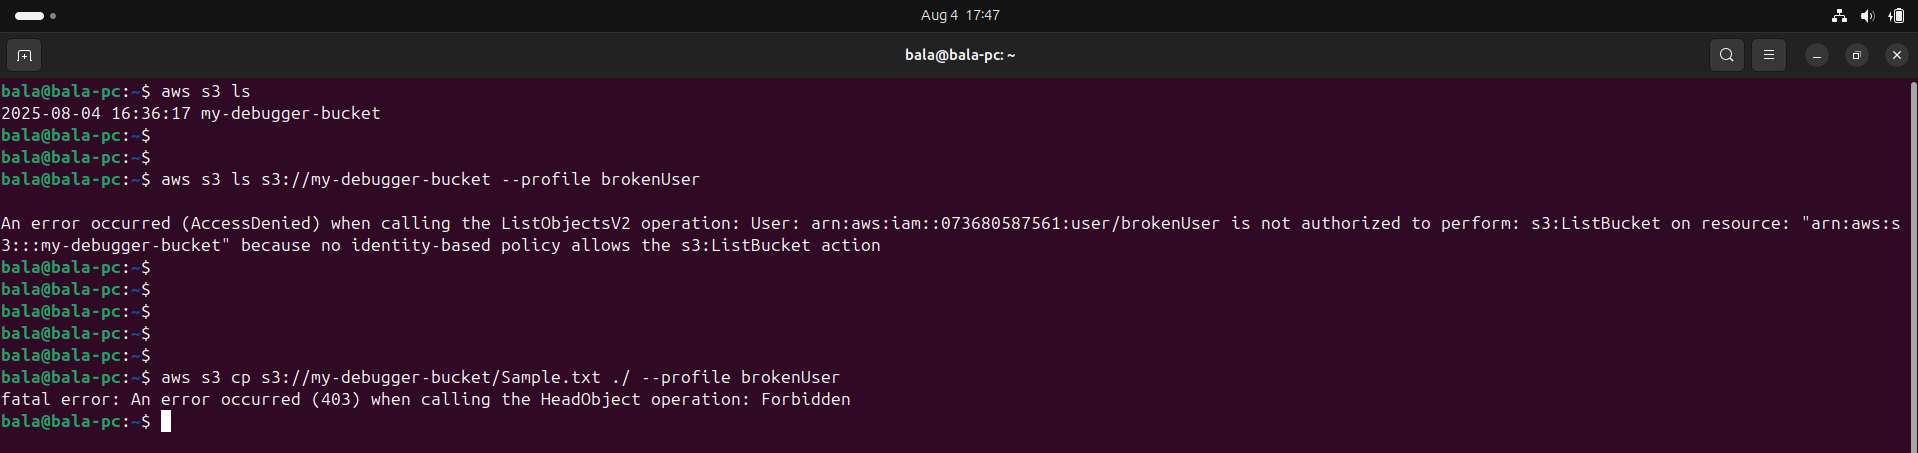 Aug 4 17:47
bala@bala-pc: ~
bala@bala-pc:~$ aws s3 ls
2025-08-04 16:36:17 my-debugger-bucket
bala@bala-pc:~$
bala@bala-pc:~$
bala@bala-pc:~$ aws s3 ls s3://my-debugger-bucket --profile brokenUser
An error occurred (AccessDenied) when calling the ListObjectsV2 operation: User: arn:aws:iam::073680587561:user/brokenUser is not authorized to perform: s3:ListBucket on resource: "arn:aws:s
3:::my-debugger-bucket" because no identity-based policy allows the s3:ListBucket action
bala@bala-pc:~$
bala@bala-pc:~$
bala@bala-pc:~$
bala@bala-pc:~$
bala@bala-pc:~$
bala@bala-pc:~$ aws s3 cp s3://my-debugger-bucket/Sample.txt ./ --profile brokenUser
fatal error: An error occurred (403) when calling the HeadObject operation: Forbidden
bala@bala-pc:~$